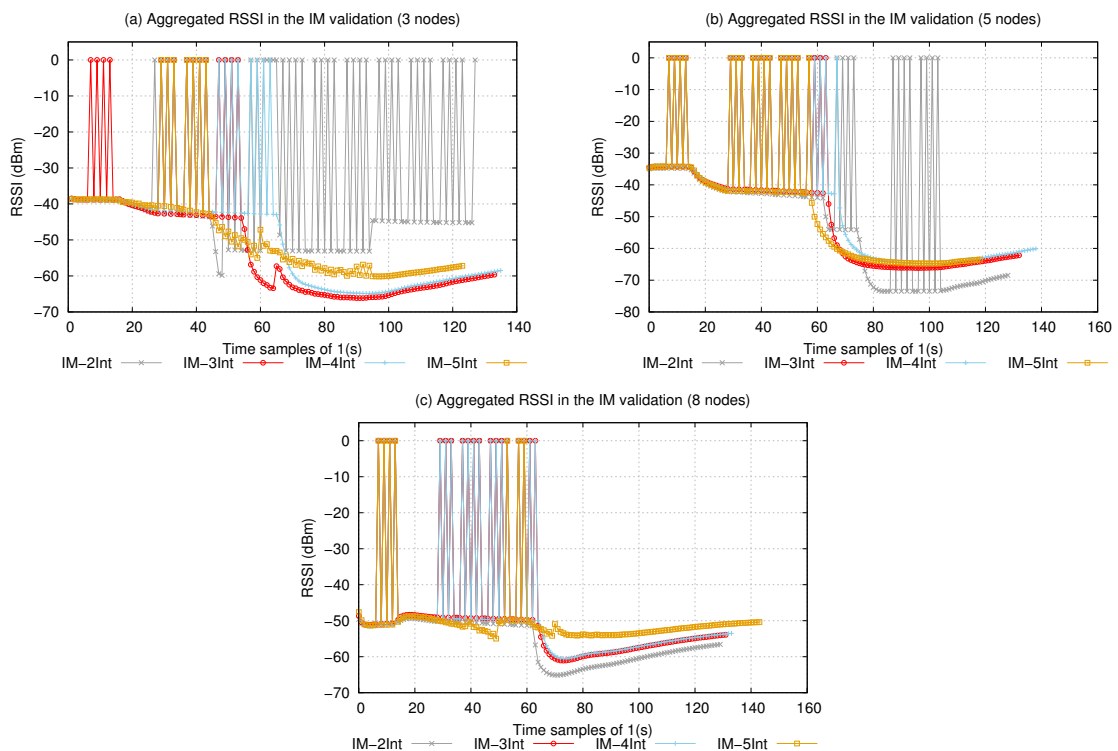 (a) Aggregated RSSI in the IM validation (3 nodes)
RSSI (dBm)
0
−10
−20
−30
−40
−50
−60
−70
0 20 40 60 80 100 120 140
Time samples of 1(s)
IM−2Int IM−3Int IM−4Int IM−5Int
(b) Aggregated RSSI in the IM validation (5 nodes)
RSSI (dBm)
0
−10
−20
−30
−40
−50
−60
−70
−80
0 20 40 60 80 100 120 140 160
Time samples of 1(s)
IM−2Int IM−3Int IM−4Int IM−5Int
(c) Aggregated RSSI in the IM validation (8 nodes)
RSSI (dBm)
0
−10
−20
−30
−40
−50
−60
−70
0 20 40 60 80 100 120 140 160
Time samples of 1(s)
IM−2Int IM−3Int IM−4Int IM−5Int